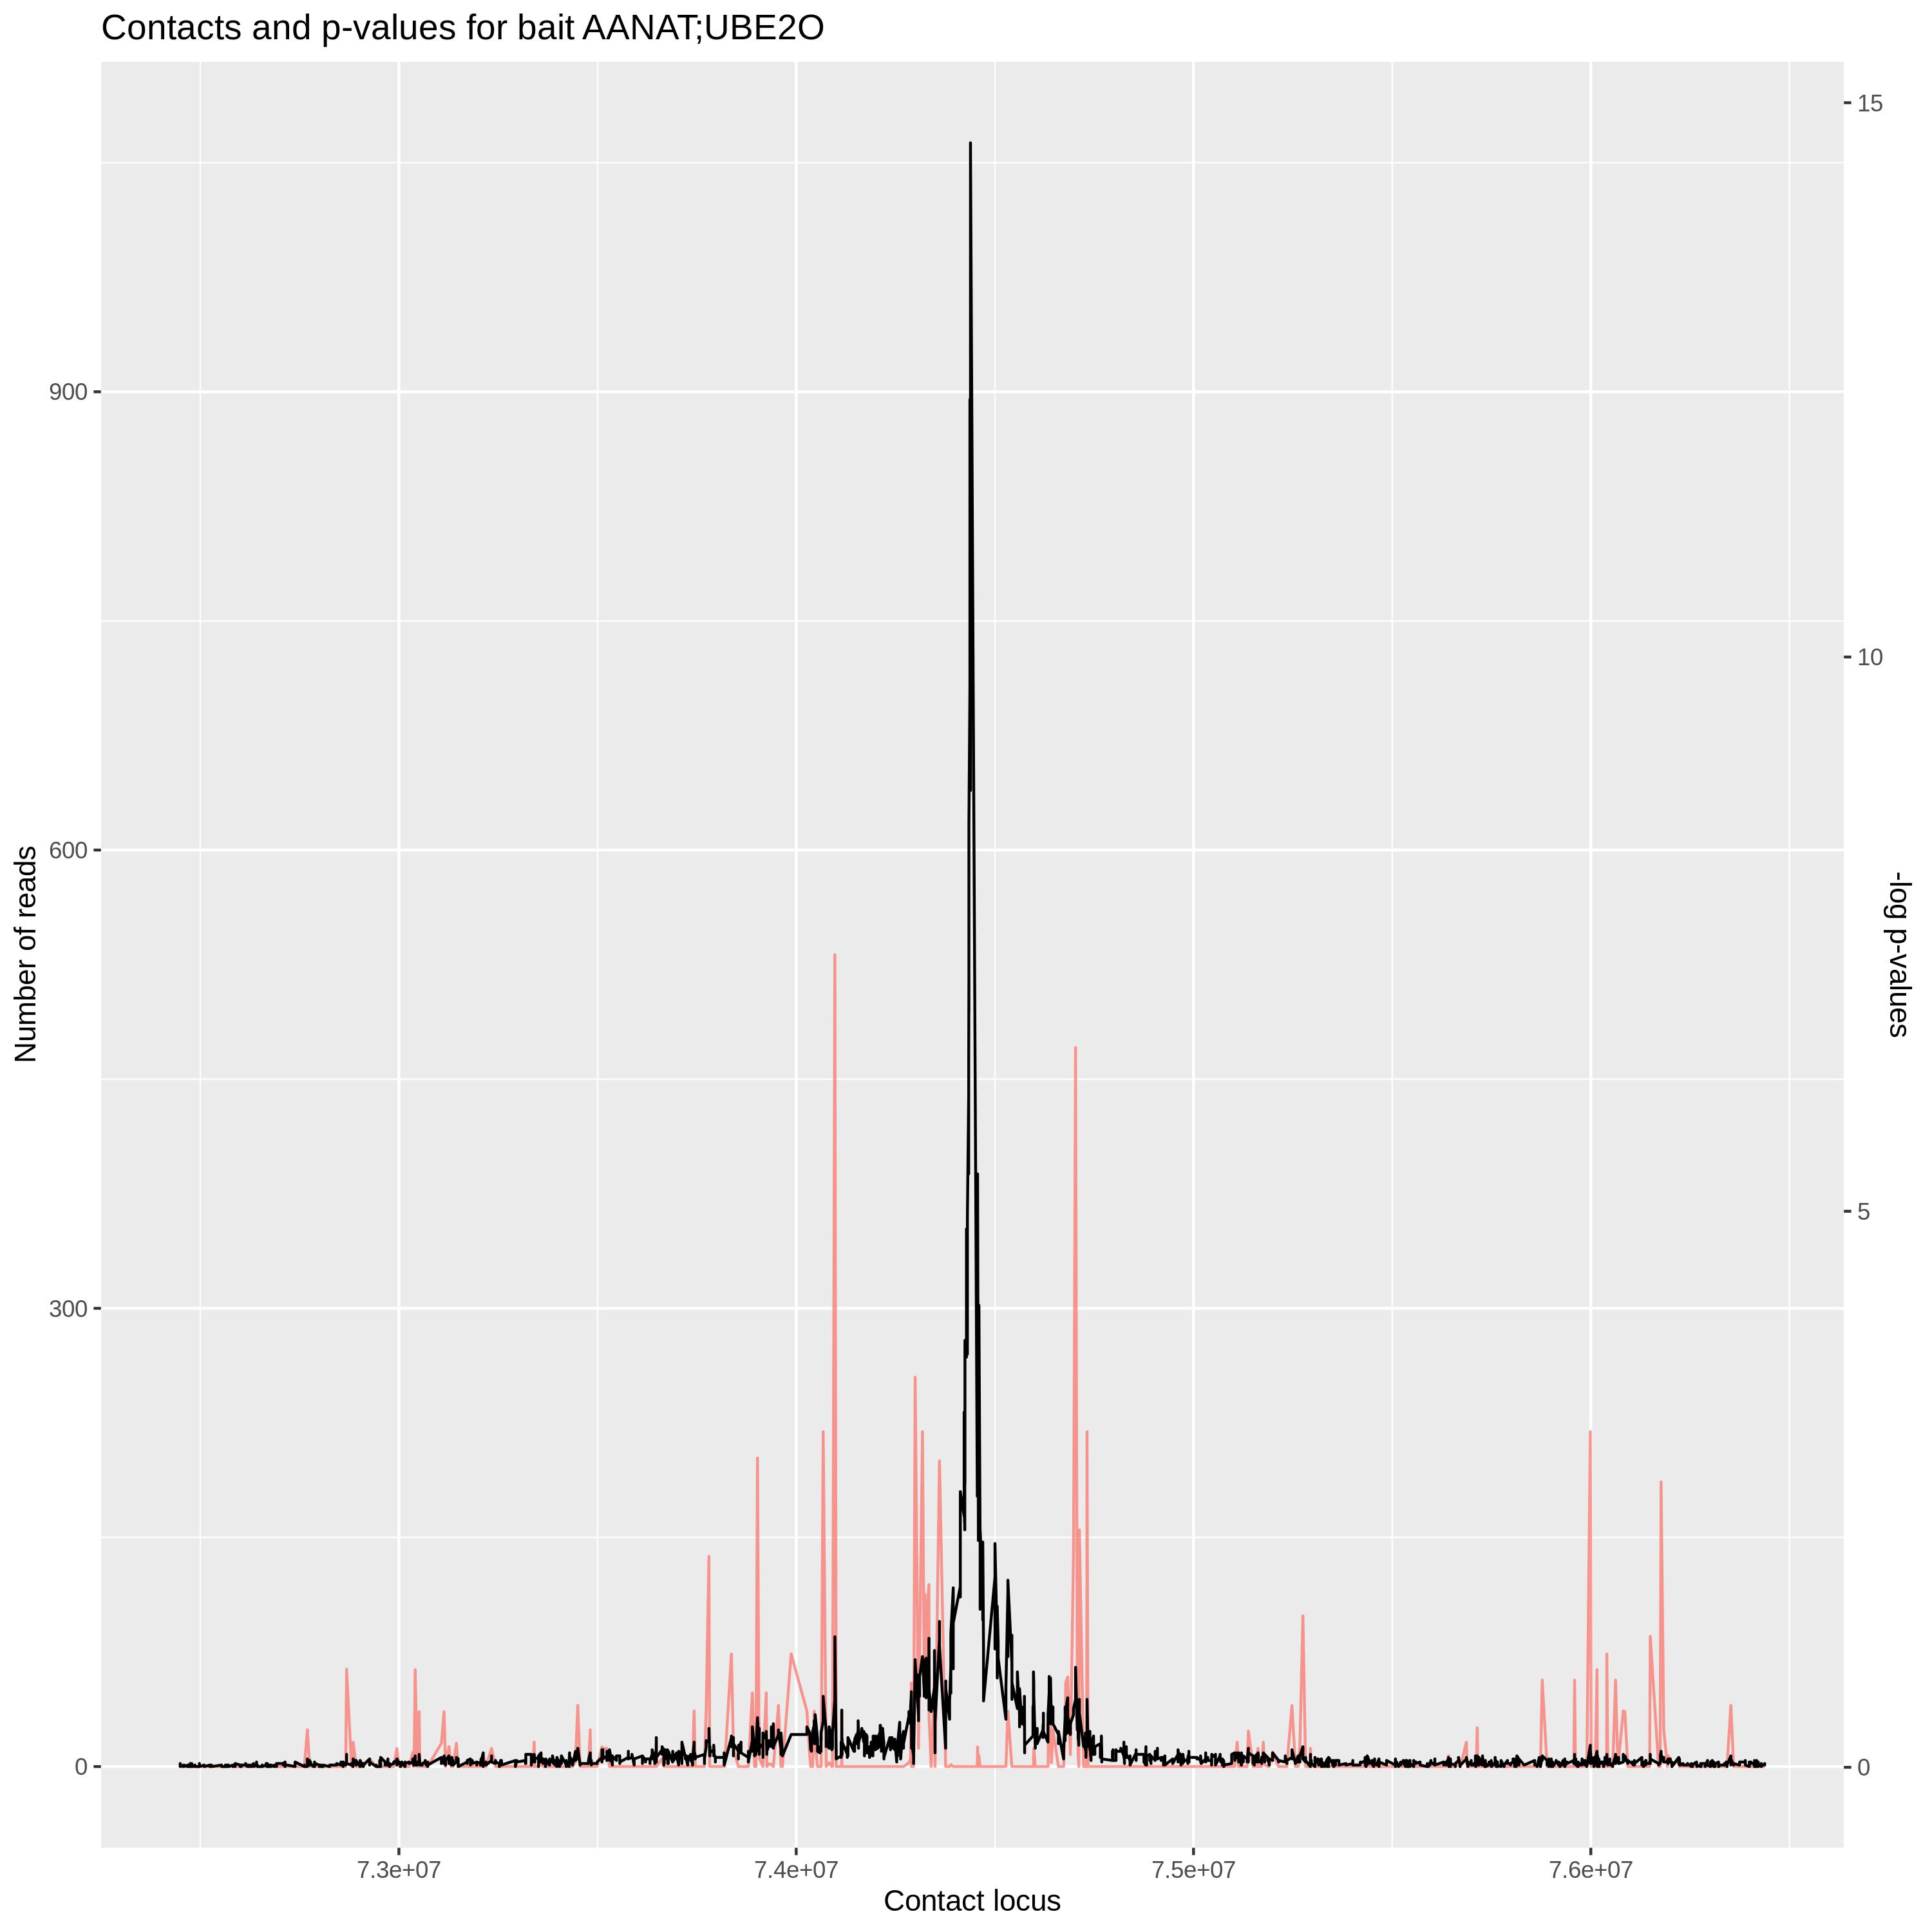 Contacts and p-values for bait AANAT;UBE2O
15
900
10
600
Number of reads
-log p-values
5
300
0
0
7.3e+07
7.4e+07
7.5e+07
7.6e+07
Contact locus